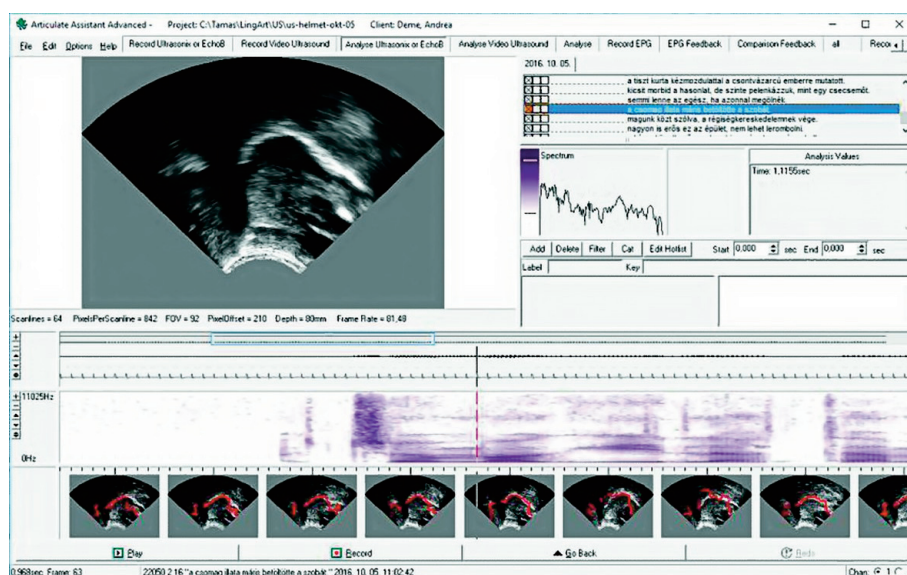 Articulate Assistant Advanced - Project: C:\Tamas\LingArt\US\us-helmet-okt-05 Client: Deme, Andrea
File Edit Options Help Record Ultrasonix or EchoB Record Video Ultrasound Analyse Ultrasonix or EchoB Analyse Video Ultrasound Analyse Record EPG EPG Feedback Comparison Feedback all Recor
2016. 10. 05.
a tiszt kurta kézmozdulattal a csontvázarcú emberre mutatott.
kicsit morbid a hasonlat, de szinte pelenkázzuk, mint egy csecsemőt.
semmi lenne az egész, ha azonnal megölnék.
a csomag illata máris betöltötte a szobát.
magunk közt szólva, a régiségkereskedelemnek vége.
nagyon is erős ez az épület, nem lehet lerombolni.
Spectrum
Analysis Values
Time: 1,1155sec
Add Delete Filter Cat Edit Hotlist Start 0,000 sec End 0,000 sec
Label Key
Scanlines = 64 PixelsPerScanline = 842 FOV = 92 PixelOffset = 210 Depth = 80mm Frame Rate = 81,48
11025Hz
0Hz
Play Record Go Back Redo
0,968sec, Frame: 63 22050 2.16 "a csomag illata máris betöltötte a szobát." 2016. 10. 05. 11:02:42 Chan: 1